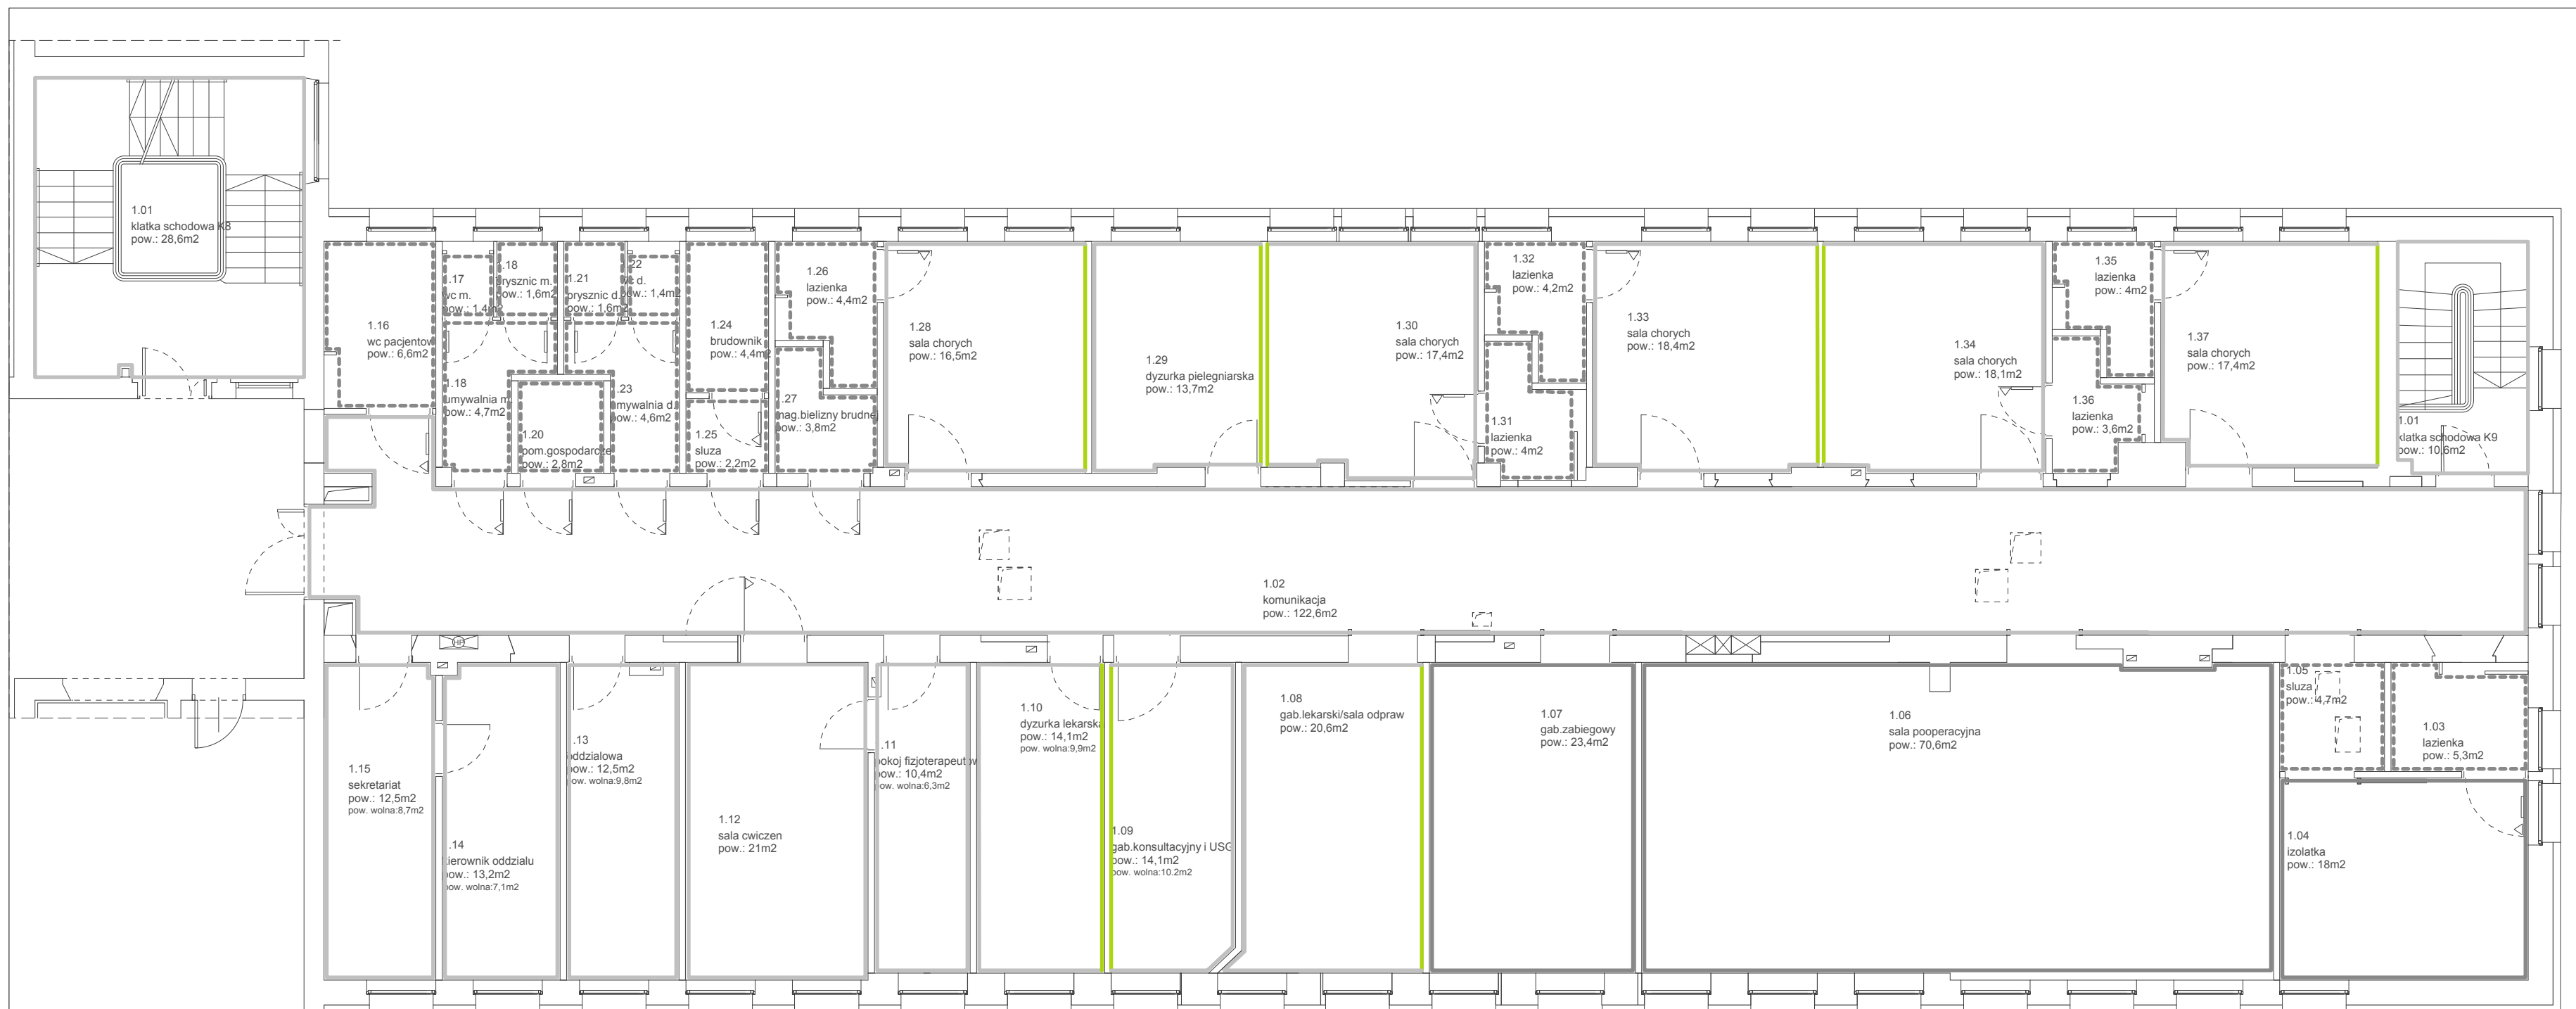 1.01
klatka schodowa K8
pow.: 28,6m2
1.16
wc pacjentow
pow.: 6,6m2
.17
wc m.
pow.: 1,4m2
.18
prysznic m.
pow.: 1,6m2
1.21
prysznic d.
pow.: 1,6m2
.22
wc d.
pow.: 1,4m2
1.18
umywalnia m.
pow.: 4,7m2
1.20
pom.gospodarcze
pow.: 2,8m2
.23
umywalnia d.
pow.: 4,6m2
1.24
brudownik
pow.: 4,4m2
1.25
sluza
pow.: 2,2m2
1.26
lazienka
pow.: 4,4m2
.27
mag.bielizny brudnej
pow.: 3,8m2
1.28
sala chorych
pow.: 16,5m2
1.29
dyzurka pielegniarska
pow.: 13,7m2
1.30
sala chorych
pow.: 17,4m2
1.32
lazienka
pow.: 4,2m2
1.31
lazienka
pow.: 4m2
1.33
sala chorych
pow.: 18,4m2
1.34
sala chorych
pow.: 18,1m2
1.35
lazienka
pow.: 4m2
1.36
lazienka
pow.: 3,6m2
1.37
sala chorych
pow.: 17,4m2
1.01
klatka schodowa K9
pow.: 10,6m2
1.02
komunikacja
pow.: 122,6m2
HP
1.15
sekretariat
pow.: 12,5m2
pow. wolna:8,7m2
.14
kierownik oddzialu
pow.: 13,2m2
pow. wolna:7,1m2
.13
oddzialowa
pow.: 12,5m2
pow. wolna:9,8m2
1.12
sala cwiczen
pow.: 21m2
.11
pokoj fizjoterapeutow
pow.: 10,4m2
pow. wolna:6,3m2
1.10
dyzurka lekarska
pow.: 14,1m2
pow. wolna:9,9m2
1.09
gab.konsultacyjny i USG
pow.: 14,1m2
pow. wolna:10.2m2
1.08
gab.lekarski/sala odpraw
pow.: 20,6m2
1.07
gab.zabiegowy
pow.: 23,4m2
1.06
sala pooperacyjna
pow.: 70,6m2
1.05
sluza
pow.: 4,7m2
1.03
lazienka
pow.: 5,3m2
1.04
izolatka
pow.: 18m2